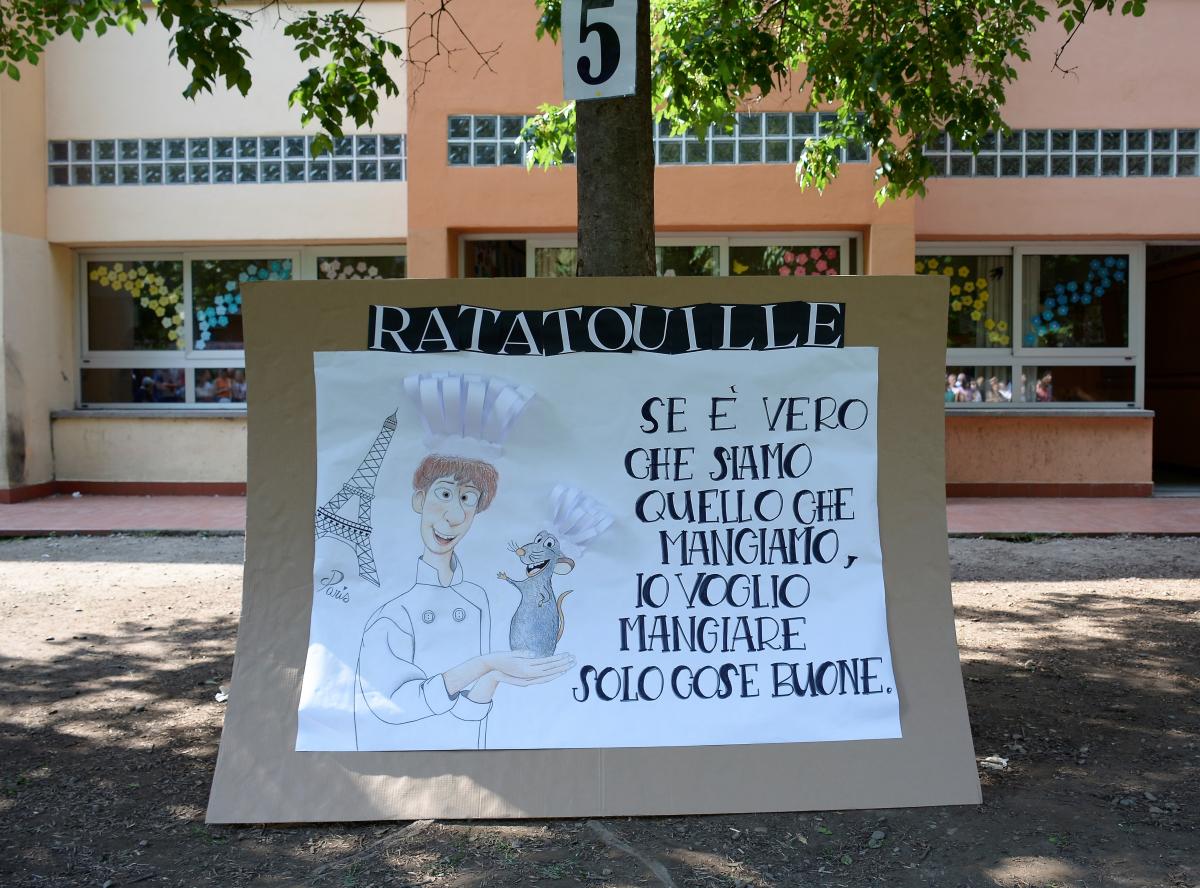 5
RATATOUILLE
SE È VERO
CHE SIAMO
QUELLO CHE
MANGIAMO,
IO VOGLIO
MANGIARE
SOLO COSE BUONE.
Paris